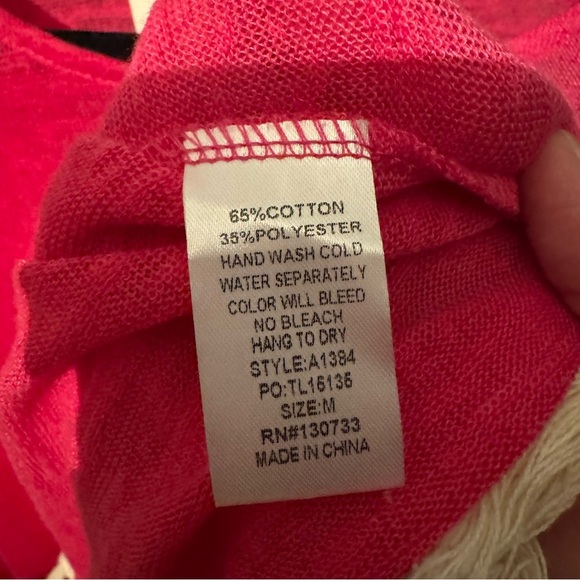 65%COTTON
35%POLYESTER
HAND WASH COLD
WATER SEPARATELY
COLOR WILL BLEED
NO BLEACH
HANG TO DRY
STYLE:A1384
PO:TL16135
SIZE:M
RN#130733
MADE IN CHINA